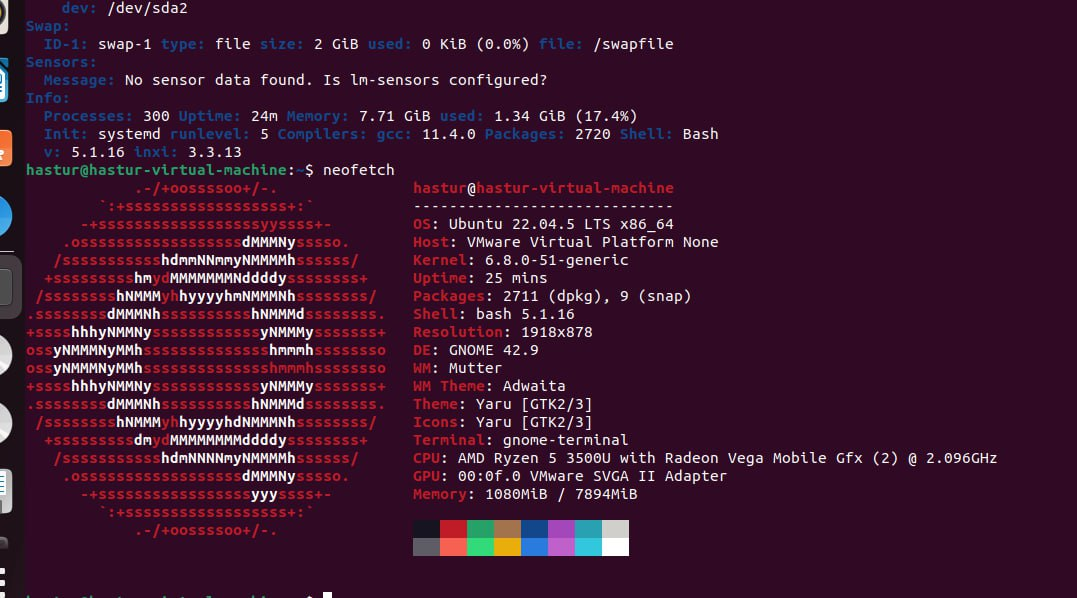 dev: /dev/sda2
Swap:
ID-1: swap-1 type: file size: 2 GiB used: 0 KiB (0.0%) file: /swapfile
Sensors:
Message: No sensor data found. Is lm-sensors configured?
Info:
Processes: 300 Uptime: 24m Memory: 7.71 GiB used: 1.34 GiB (17.4%)
Init: systemd runlevel: 5 Compilers: gcc: 11.4.0 Packages: 2720 Shell: Bash
v: 5.1.16 inxi: 3.3.13
hastur@hastur-virtual-machine:~$ neofetch
.-/+oossssoo+/-. hastur@hastur-virtual-machine
`:+ssssssssssssssssss+:` -----------------------------
-+ssssssssssssssssssyyssss+- OS: Ubuntu 22.04.5 LTS x86_64
.ossssssssssssssssssdMMMNysssso. Host: VMware Virtual Platform None
/ssssssssssshdmmNNmmyNMMMMhssssss/ Kernel: 6.8.0-51-generic
+ssssssssshmydMMMMMMMNddddyssssssss+ Uptime: 25 mins
/sssssssshNMMMyhhyyyyhmNMMMNhssssssss/ Packages: 2711 (dpkg), 9 (snap)
.ssssssssdMMMNhsssssssssshNMMMdssssssss. Shell: bash 5.1.16
+sssshhhyNMMNyssssssssssssyNMMMysssssss+ Resolution: 1918x878
ossyNMMMNyMMhsssssssssssssshmmmhssssssso DE: GNOME 42.9
ossyNMMMNyMMhsssssssssssssshmmmhssssssso WM: Mutter
+sssshhhyNMMNyssssssssssssyNMMMysssssss+ WM Theme: Adwaita
.ssssssssdMMMNhsssssssssshNMMMdssssssss. Theme: Yaru [GTK2/3]
/sssssssshNMMMyhhyyyyhdNMMMNhssssssss/ Icons: Yaru [GTK2/3]
+sssssssssdmydMMMMMMMMddddyssssssss+ Terminal: gnome-terminal
/ssssssssssshdmNNNNmyNMMMMhssssss/ CPU: AMD Ryzen 5 3500U with Radeon Vega Mobile Gfx (2) @ 2.096GHz
.ossssssssssssssssssdMMMNysssso. GPU: 00:0f.0 VMware SVGA II Adapter
-+sssssssssssssssssyyyssss+- Memory: 1080MiB / 7894MiB
`:+ssssssssssssssssss+:`
.-/+oossssoo+/-.